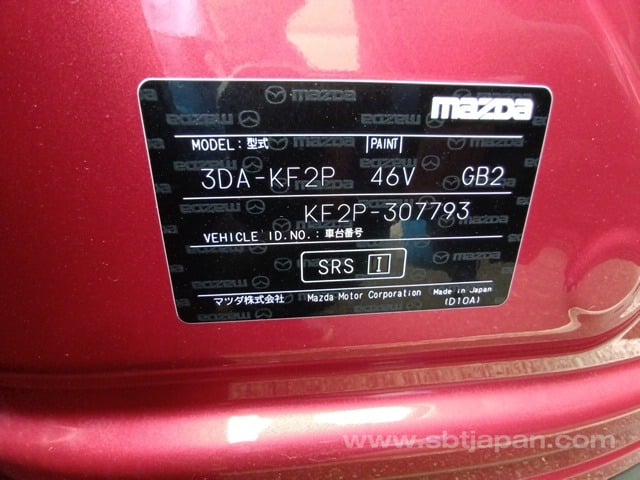 mazda
MODEL: 型式 PAINT
3DA-KF2P 46V GB2
KF2P-307793
VEHICLE ID.NO.: 車台番号
SRS I
マツダ株式会社 Mazda Motor Corporation Made in Japan
(D10A)
www.sbtjapan.com